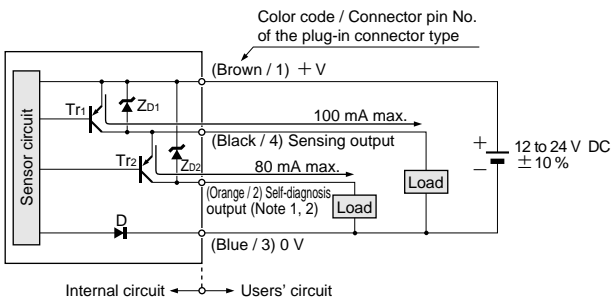 Color code / Connector pin No.
of the plug-in connector type
(Brown / 1) +V
Sensor circuit
Tr1
ZD1
100 mA max.
(Black / 4) Sensing output
Tr2
ZD2
80 mA max.
(Orange / 2) Self-diagnosis
output (Note 1, 2)
Load
Load
+
−
12 to 24 V DC
±10 %
D
(Blue / 3) 0 V
Internal circuit
Users' circuit